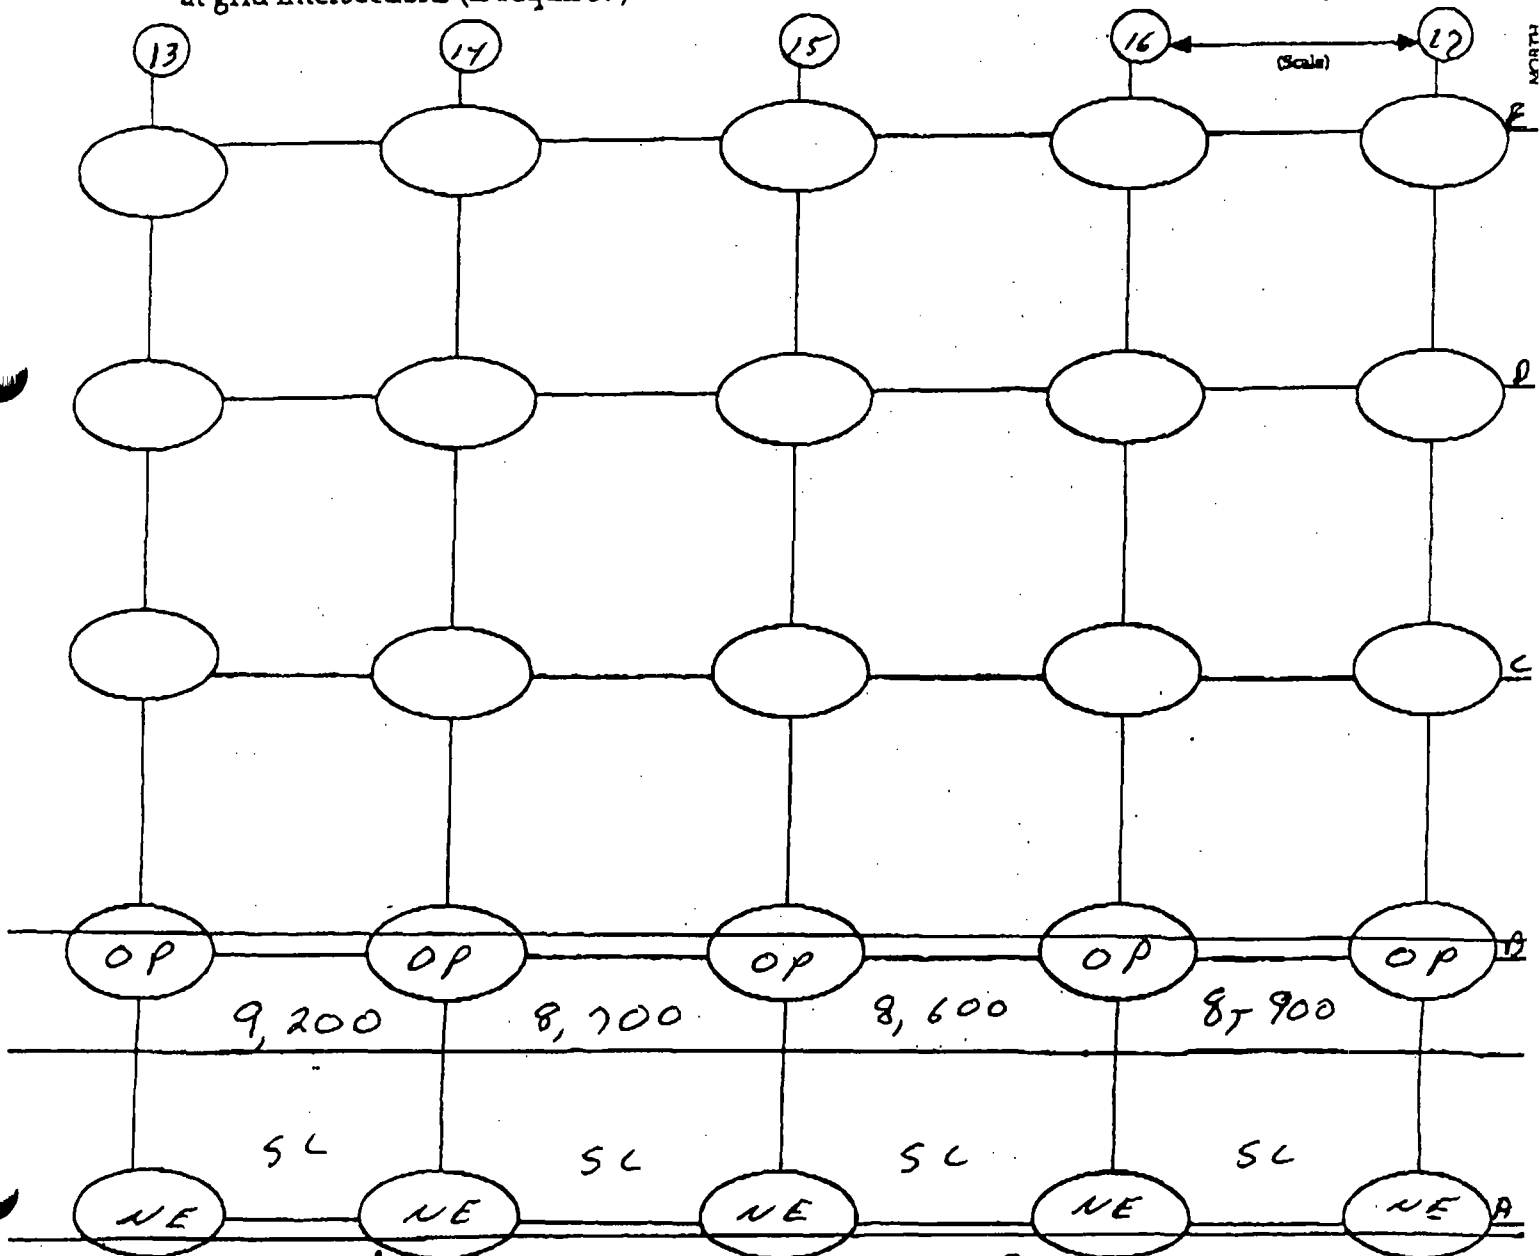 at grid intersections (if required)
13 14 15 16 (Scale) 17
NORTH
E
D
C
OP OP OP OP OP B
9,200 8,700 8,600 8,900
SL SL SL SL
NE NE NE NE NE A